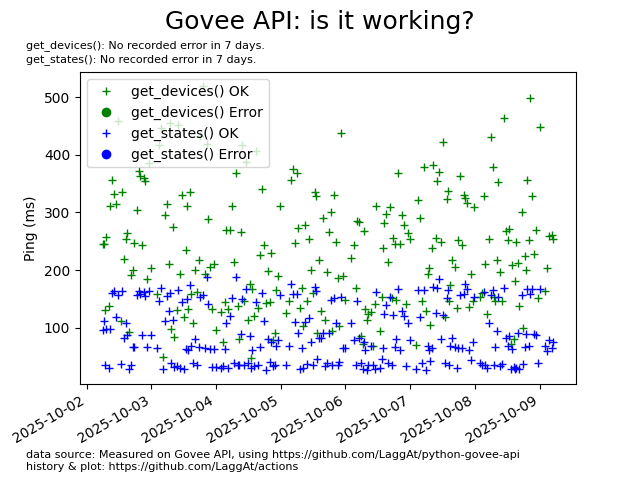 Govee API: is it working?
get_devices(): No recorded error in 7 days.
get_states(): No recorded error in 7 days.
get_devices() OK
get_devices() Error
get_states() OK
get_states() Error
Ping (ms)
500
400
300
200
100
2025-10-02
2025-10-03
2025-10-04
2025-10-05
2025-10-06
2025-10-07
2025-10-08
2025-10-09
data source: Measured on Govee API, using https://github.com/LaggAt/python-govee-api
history & plot: https://github.com/LaggAt/actions